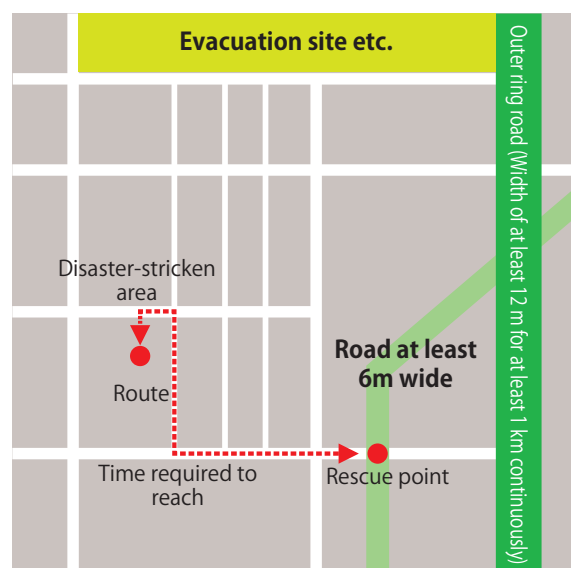 Evacuation site etc.
Outer ring road (Width of at least 12 m for at least 1 km continuously)
Disaster-stricken
area
Road at least
6m wide
Route
Time required to
reach
Rescue point